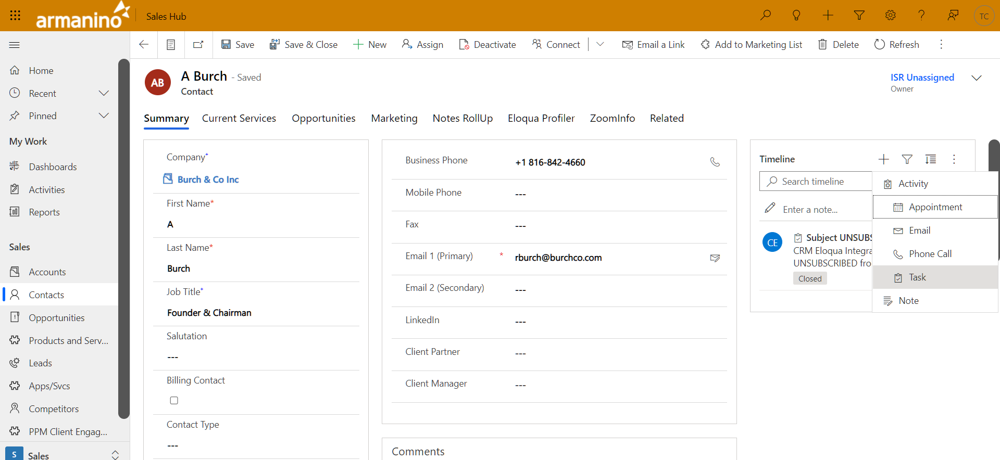 armanino
Sales Hub
TC
Save
Save & Close
New
Assign
Deactivate
Connect
Email a Link
Add to Marketing List
Delete
Refresh
Home
Recent
Pinned
My Work
Dashboards
Activities
Reports
Sales
Accounts
Contacts
Opportunities
Products and Serv...
Leads
Apps/Svcs
Competitors
PPM Client Engag...
S Sales
AB
A Burch - Saved
Contact
ISR Unassigned
Owner
Summary
Current Services
Opportunities
Marketing
Notes RollUp
Eloqua Profiler
ZoomInfo
Related
Company+
Burch & Co Inc
First Name*
A
Last Name*
Burch
Job Title+
Founder & Chairman
Salutation
---
Billing Contact
Contact Type
---
Business Phone
+1 816-842-4660
Mobile Phone
---
Fax
---
Email 1 (Primary) *
rburch@burchco.com
Email 2 (Secondary)
---
LinkedIn
---
Client Partner
---
Client Manager
---
Comments
Timeline
Search timeline
Enter a note...
CE
Subject UNSUBS
CRM Eloqua Integra
UNSUBSCRIBED fro
Closed
Activity
Appointment
Email
Phone Call
Task
Note